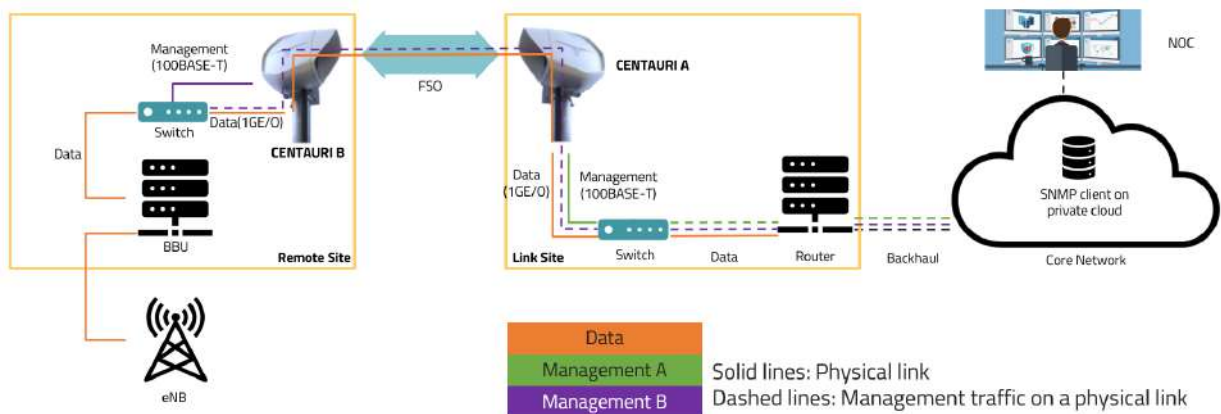 Management
(100BASE-T)
Switch
Data(1GE/O)
Data
CENTAURI B
BBU
Remote Site
eNB
FSO
CENTAURI A
Data
(1GE/O)
Management
(100BASE-T)
Link Site
Switch
Data
Router
Backhaul
NOC
SNMP client on
private cloud
Core Network
Data
Management A
Management B
Solid lines: Physical link
Dashed lines: Management traffic on a physical link